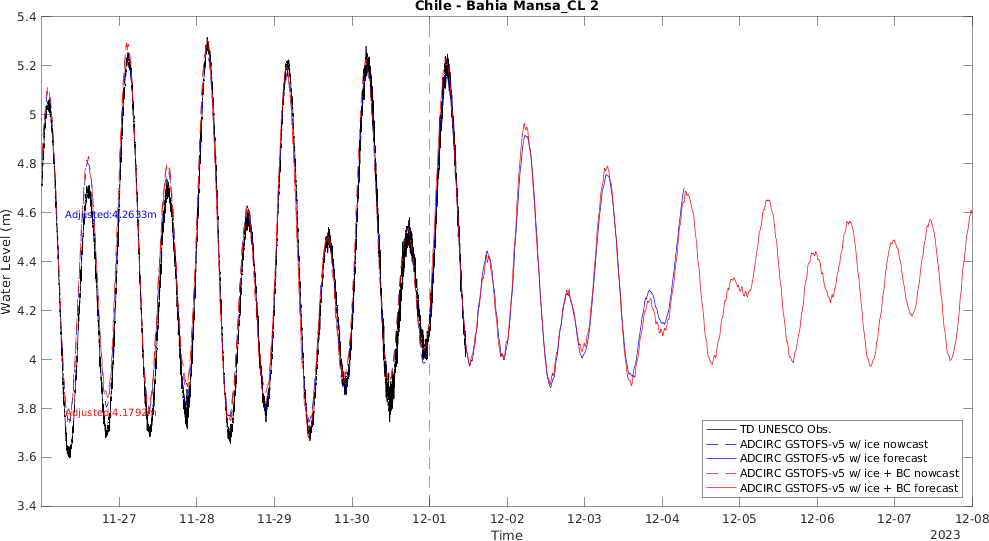 Chile - Bahia Mansa_CL 2
Water Level (m)
5.4
5.2
5
4.8
4.6
4.4
4.2
4
3.8
3.6
3.4
Adjusted:4.2633m
Adjusted:4.1792m
TD UNESCO Obs.
ADCIRC GSTOFS-v5 w/ ice nowcast
ADCIRC GSTOFS-v5 w/ ice forecast
ADCIRC GSTOFS-v5 w/ ice + BC nowcast
ADCIRC GSTOFS-v5 w/ ice + BC forecast
11-27 11-28 11-29 11-30 12-01 12-02 12-03 12-04 12-05 12-06 12-07 12-08
Time
2023